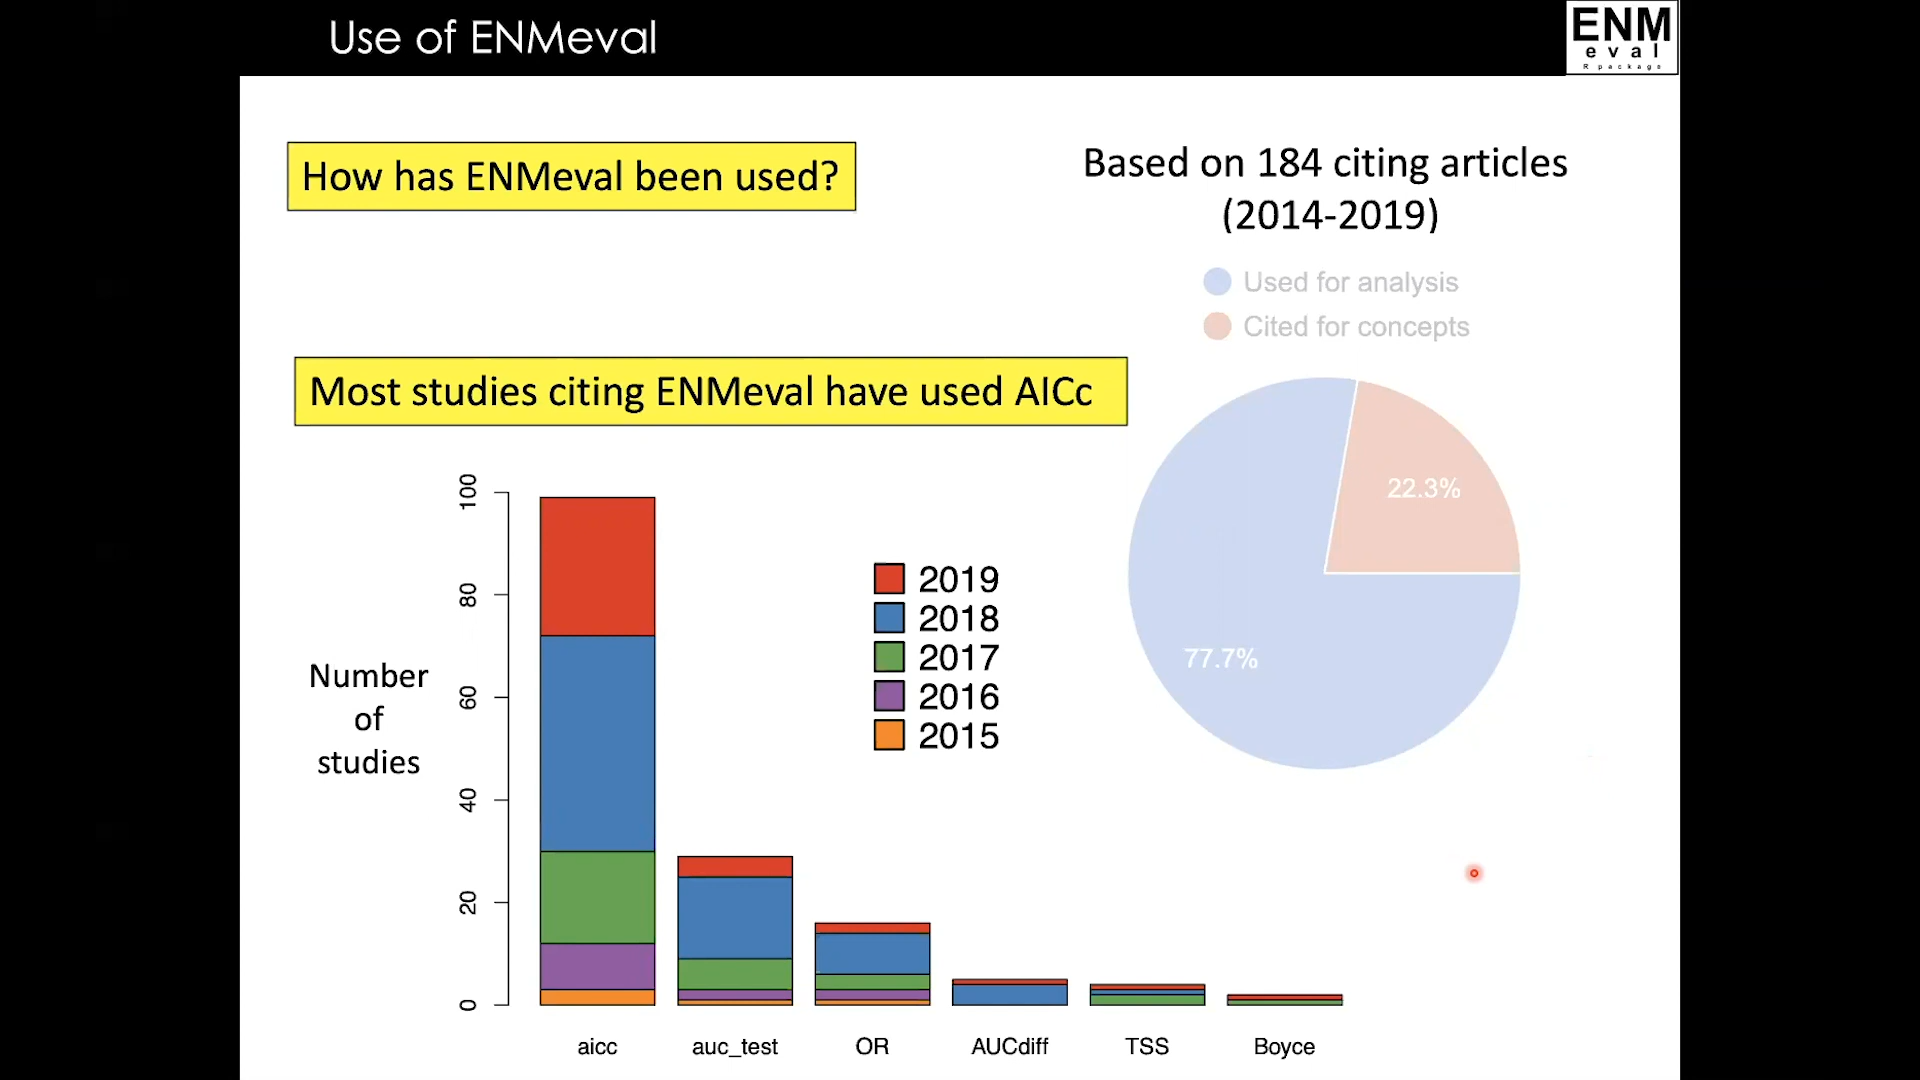 Use of ENMeval
ENM
eval
R package
How has ENMeval been used?
Based on 184 citing articles
(2014-2019)
Used for analysis
Cited for concepts
Most studies citing ENMeval have used AICc
22.3%
77.7%
Number
of
studies
100
80
60
40
20
0
2019
2018
2017
2016
2015
aicc
auc_test
OR
AUCdiff
TSS
Boyce